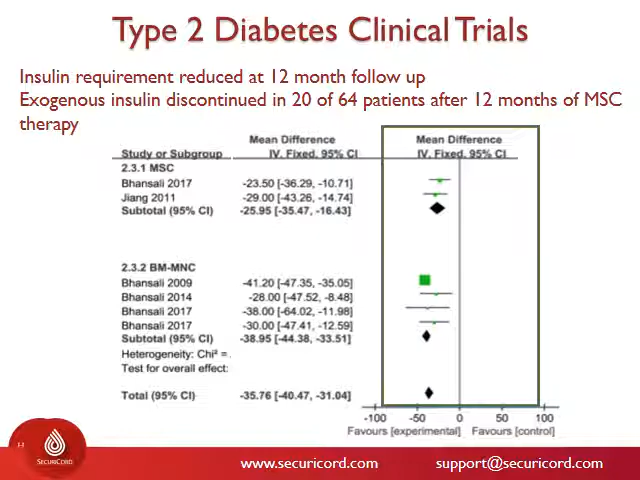 Type 2 Diabetes Clinical Trials
Insulin requirement reduced at 12 month follow up
Exogenous insulin discontinued in 20 of 64 patients after 12 months of MSC
therapy
Mean Difference Mean Difference
Study or Subgroup IV. Fixed. 95% CI IV. Fixed. 95% CI
2.3.1 MSC
Bhansali 2017 -23.50 [-36.29, -10.71]
Jiang 2011 -29.00 [-43.26, -14.74]
Subtotal (95% CI) -25.95 [-35.47, -16.43]
2.3.2 BM-MNC
Bhansali 2009 -41.20 [-47.35, -35.05]
Bhansali 2014 -28.00 [-47.52, -8.48]
Bhansali 2017 -38.00 [-64.02, -11.98]
Bhansali 2017 -30.00 [-47.41, -12.59]
Subtotal (95% CI) -38.95 [-44.38, -33.51]
Heterogeneity: Chi² = .
Test for overall effect:
Total (95% CI) -35.76 [-40.47, -31.04]
-100 -50 0 50 100
Favours [experimental] Favours [control]
SECURICORD
www.securicord.com support@securicord.com